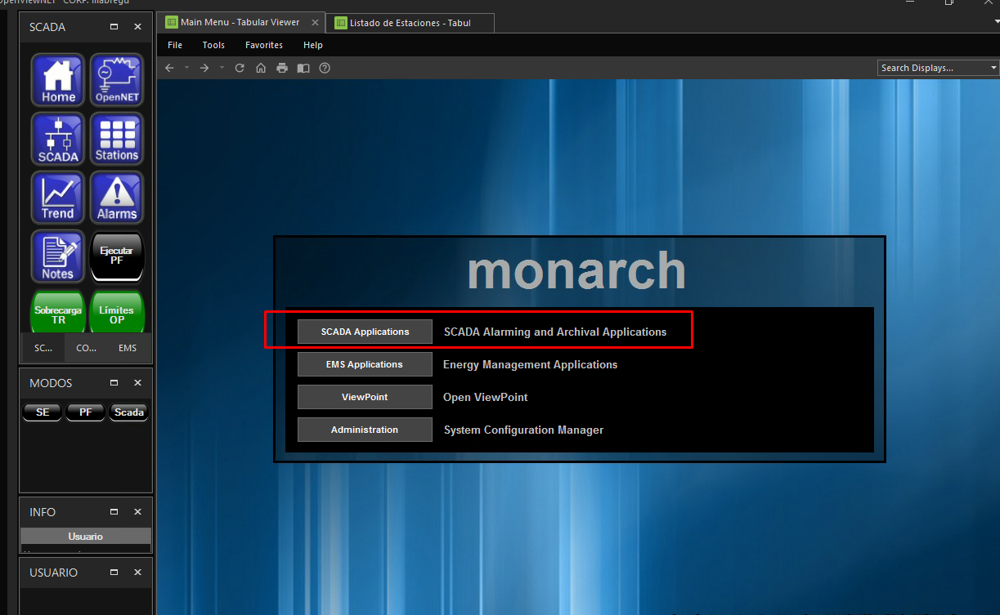 OpenViewNET - CORP: mabregu
SCADA
Main Menu - Tabular Viewer
Listado de Estaciones - Tabul
File Tools Favorites Help
Search Displays...
Home
OpenNET
SCADA
Stations
Trend
Alarms
Notes
Ejecutar
PF
Sobrecarga
TR
Límites
OP
SC...
CO...
EMS
monarch
SCADA Applications SCADA Alarming and Archival Applications
EMS Applications Energy Management Applications
ViewPoint Open ViewPoint
Administration System Configuration Manager
MODOS
SE PF Scada
INFO
Usuario
USUARIO